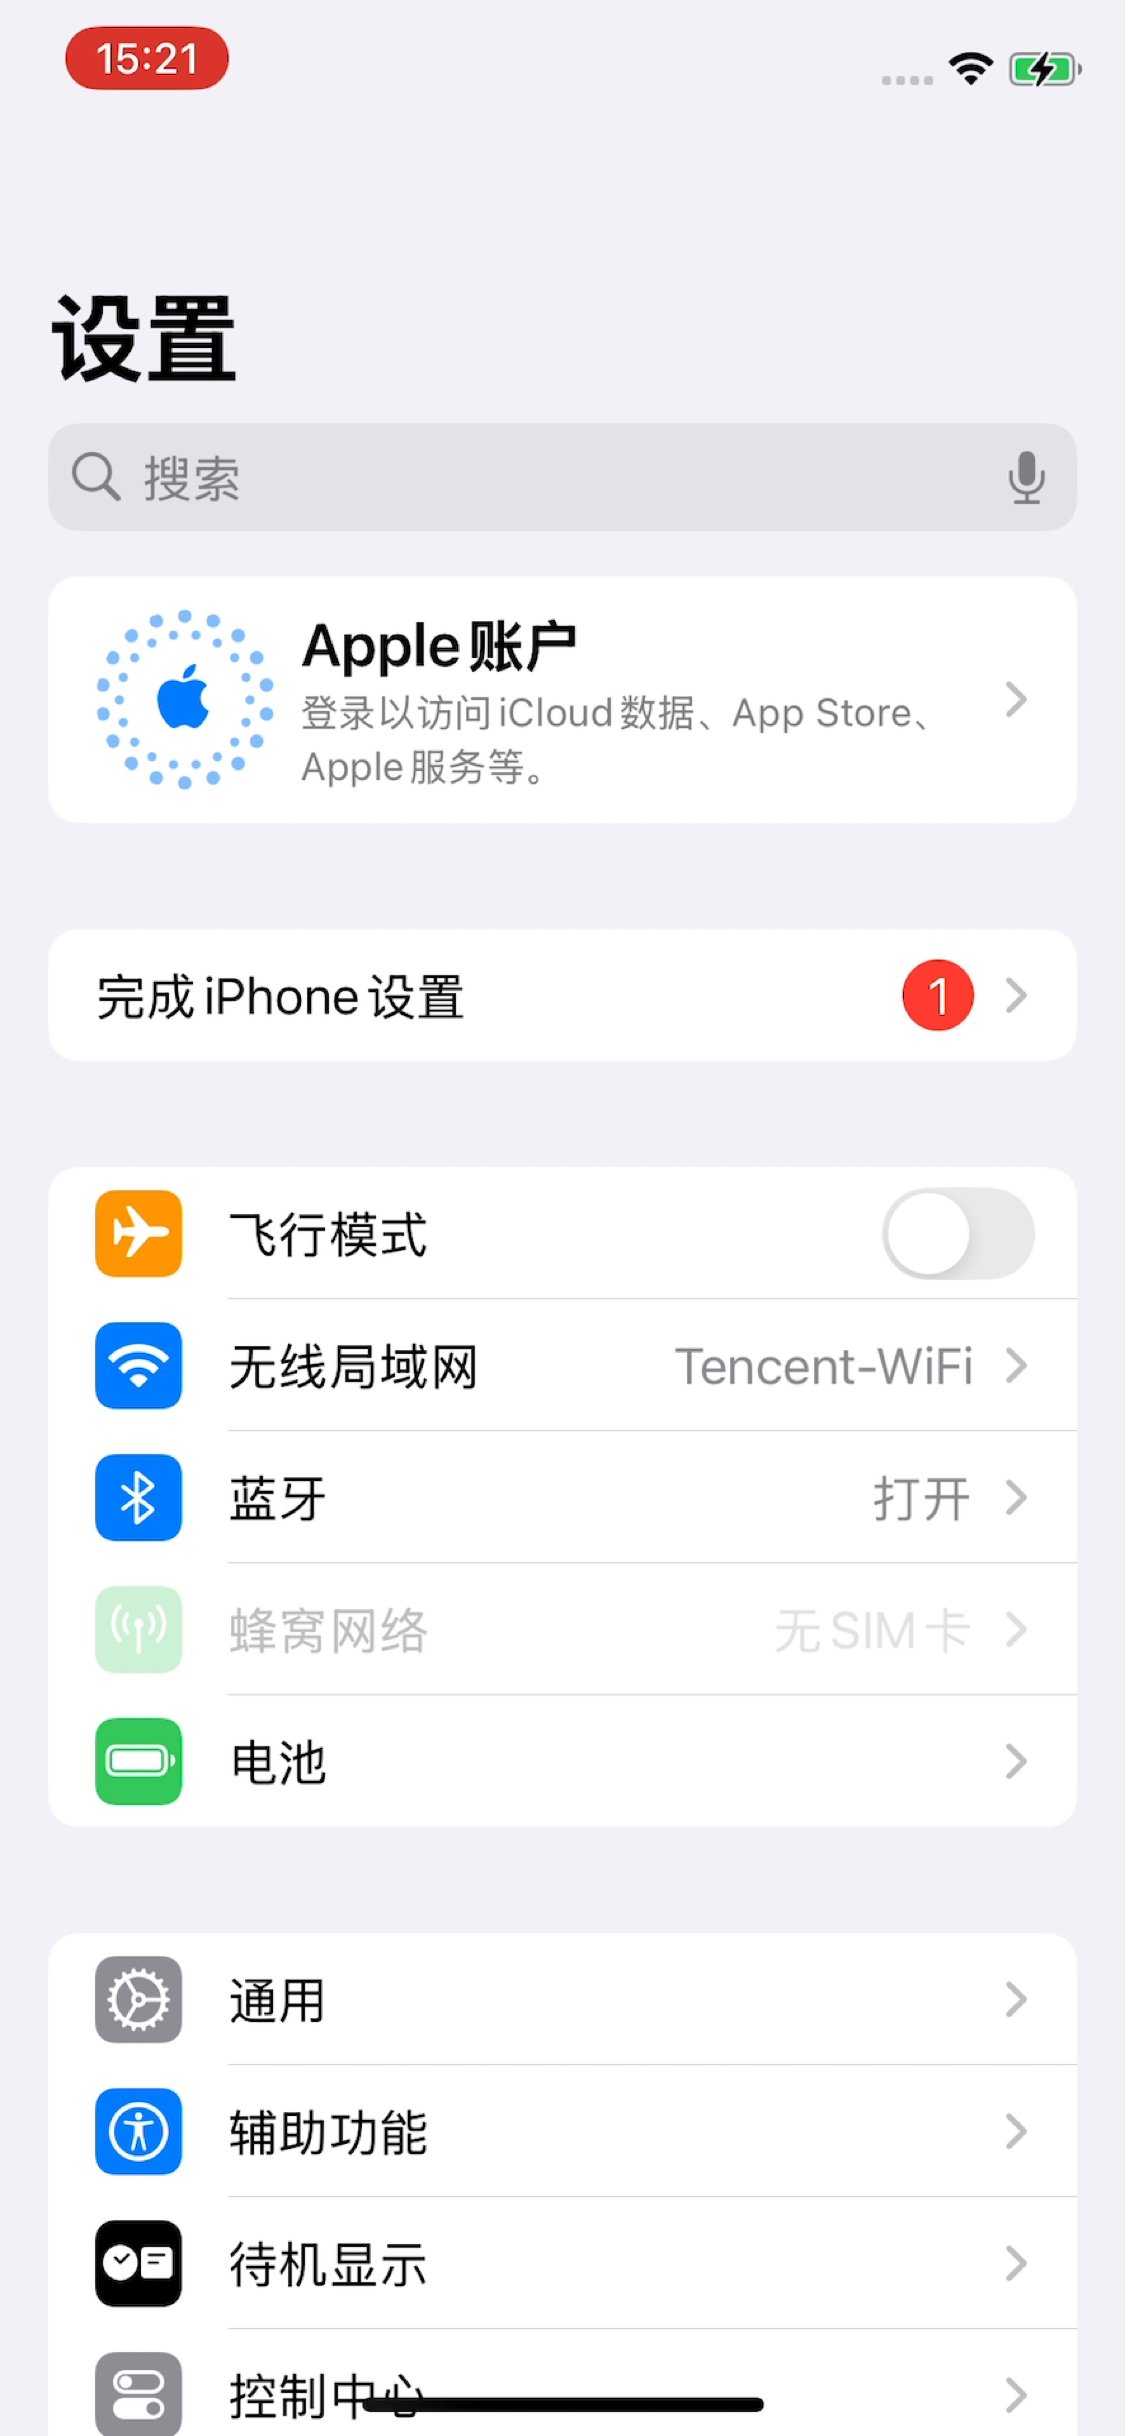 15:21
设置
搜索
Apple账户
登录以访问iCloud数据、App Store、
Apple服务等。
完成iPhone设置
1
飞行模式
无线局域网
Tencent-WiFi
蓝牙
打开
蜂窝网络
无SIM卡
电池
通用
辅助功能
待机显示
控制中心